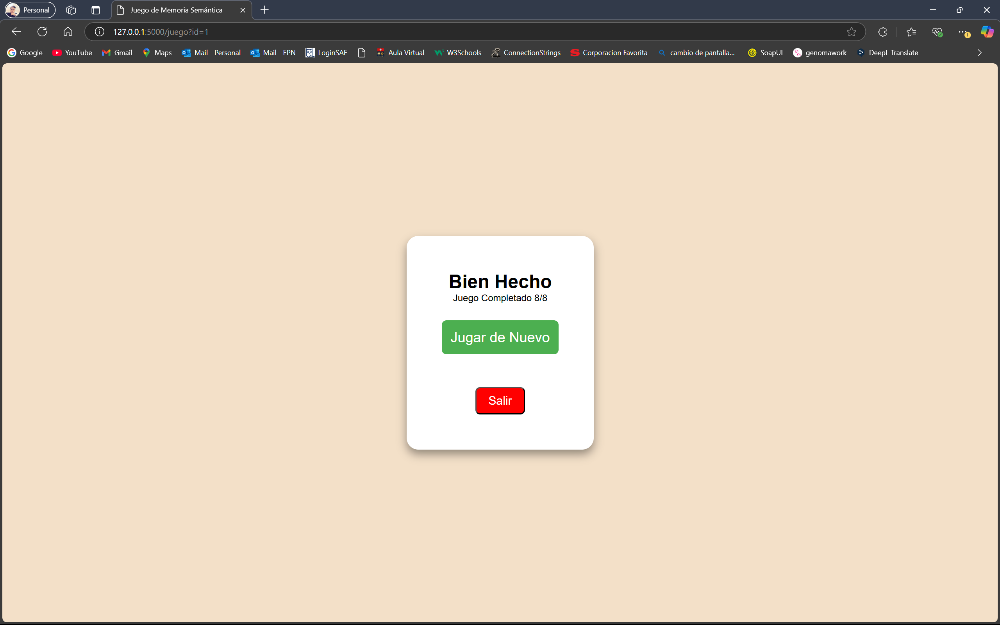 Personal
Juego de Memoria Semántica
127.0.0.1:5000/juego?id=1
Google YouTube Gmail Maps Mail - Personal Mail - EPN LoginSAE Aula Virtual W3Schools ConnectionStrings Corporacion Favorita cambio de pantalla... SoapUI genomawork DeepL Translate
Bien Hecho
Juego Completado 8/8
Jugar de Nuevo
Salir